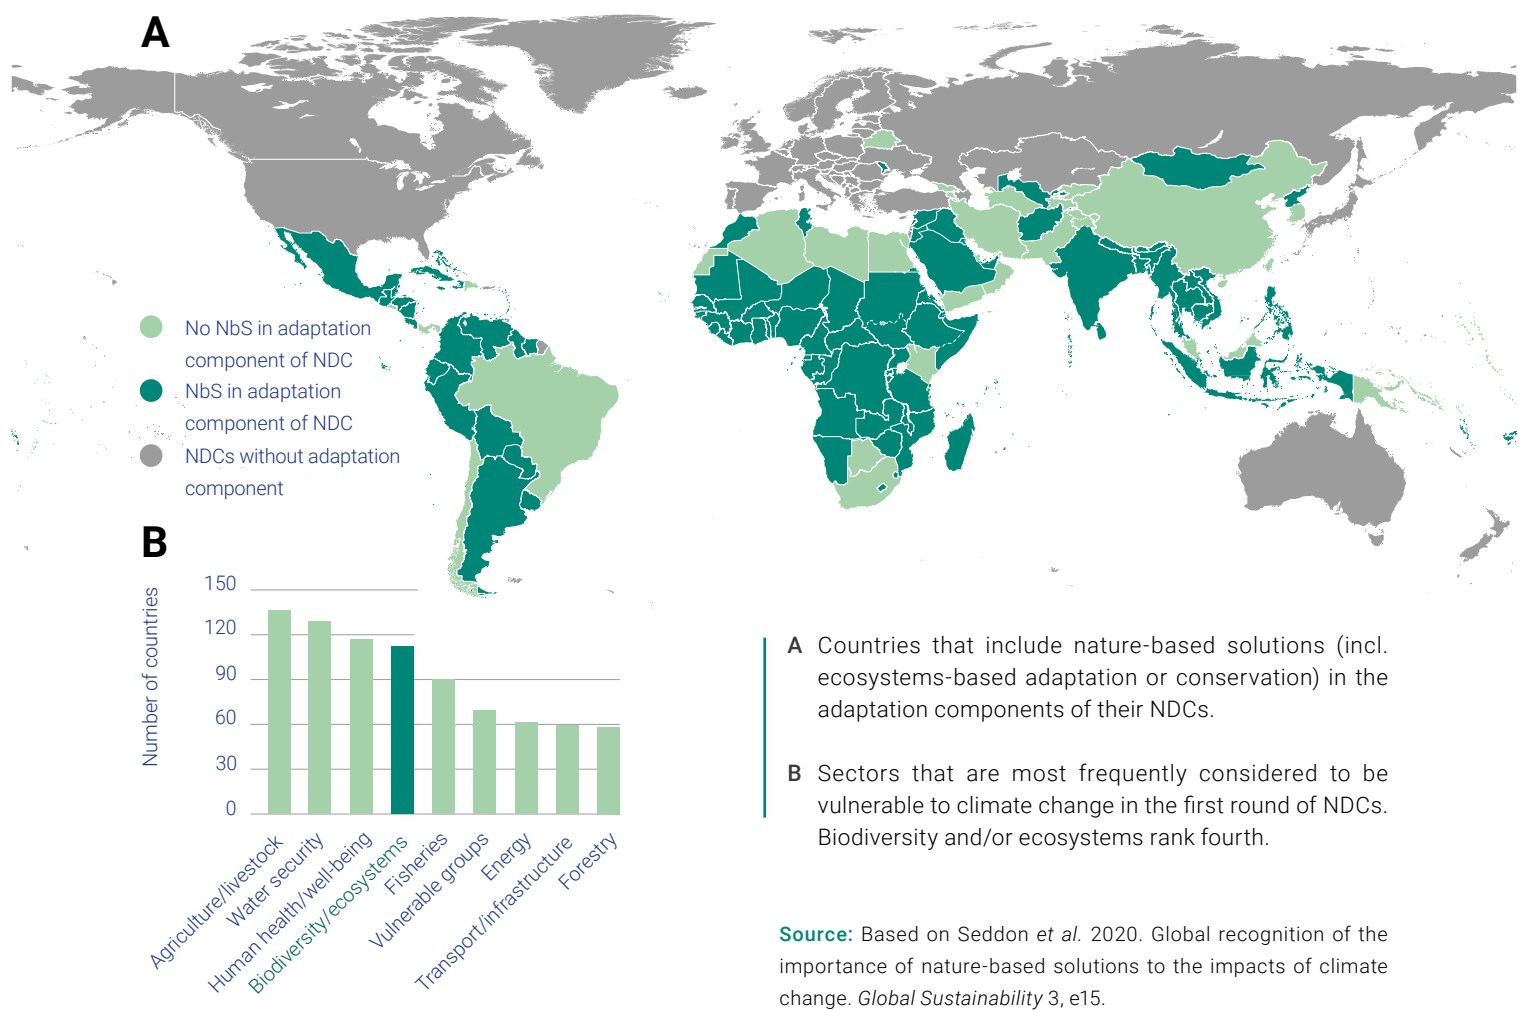 A
No NbS in adaptation
component of NDC
NbS in adaptation
component of NDC
NDCs without adaptation
component
B
Number of countries
150
120
90
60
30
0
Agriculture/livestock
Water security
Human health/well-being
Biodiversity/ecosystems
Fisheries
Vulnerable groups
Energy
Transport/infrastructure
Forestry
A Countries that include nature-based solutions (incl.
ecosystems-based adaptation or conservation) in the
adaptation components of their NDCs.
B Sectors that are most frequently considered to be
vulnerable to climate change in the first round of NDCs.
Biodiversity and/or ecosystems rank fourth.
Source: Based on Seddon et al. 2020. Global recognition of the
importance of nature-based solutions to the impacts of climate
change. Global Sustainability 3, e15.